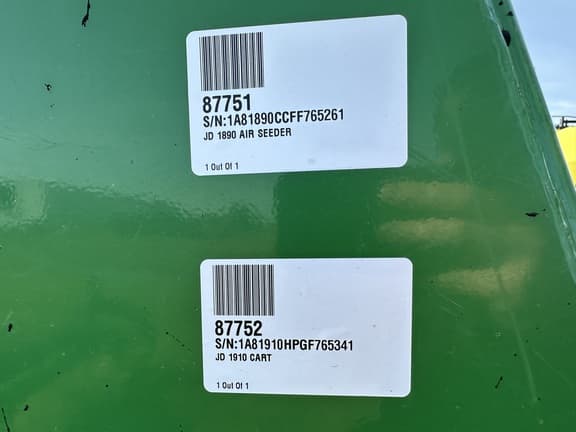 87751
S/N:1A81890CCFF765261
JD 1890 AIR SEEDER
1 Out Of 1
87752
S/N:1A81910HPGF765341
JD 1910 CART
1 Out Of 1